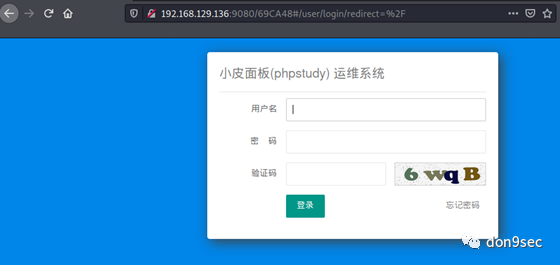 192.168.129.136:9080/69CA48#/user/login/redirect=%2F
小皮面板(phpstudy) 运维系统
用户名
密 码
验证码 6 wq B
登录 忘记密码
don9sec